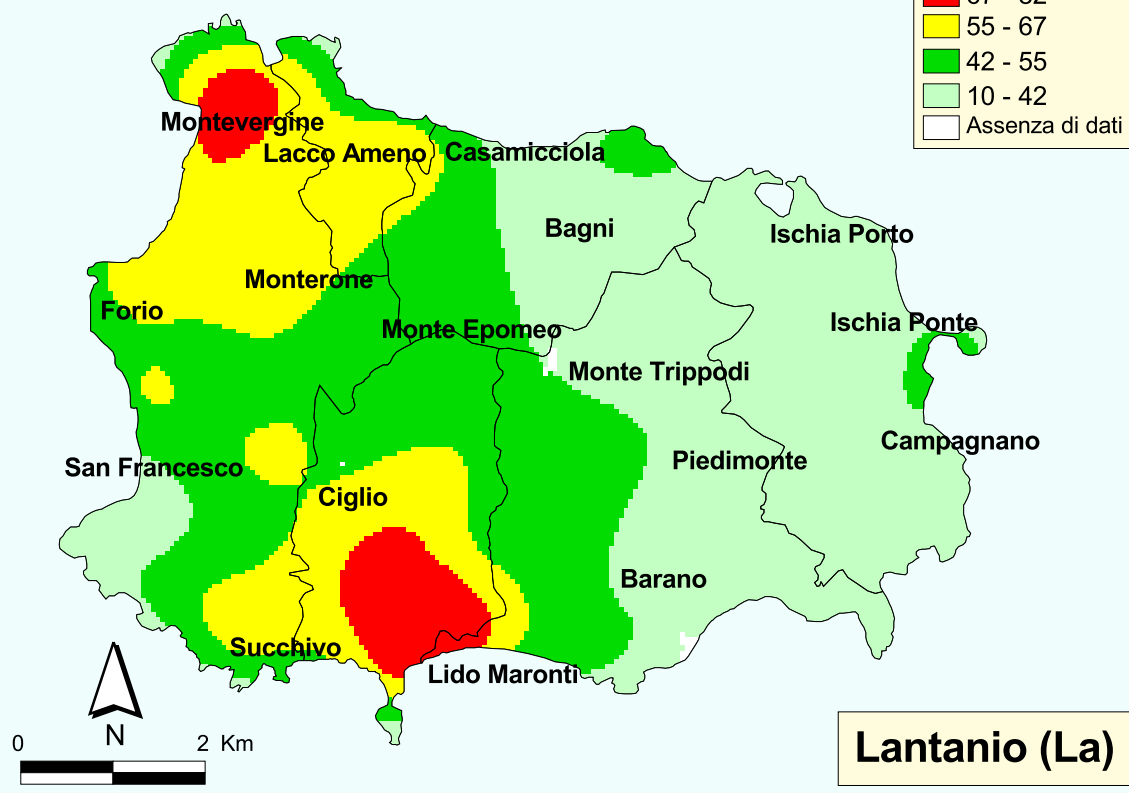 55 - 67
42 - 55
10 - 42
Assenza di dati
Montevergine
Lacco Ameno
Casamicciola
Bagni
Ischia Porto
Monterone
Forio
Monte Epomeo
Ischia Ponte
Monte Trippodi
Campagnano
San Francesco
Piedimonte
Ciglio
Barano
Succhivo
Lido Maronti
N
0 2 Km
Lantanio (La)